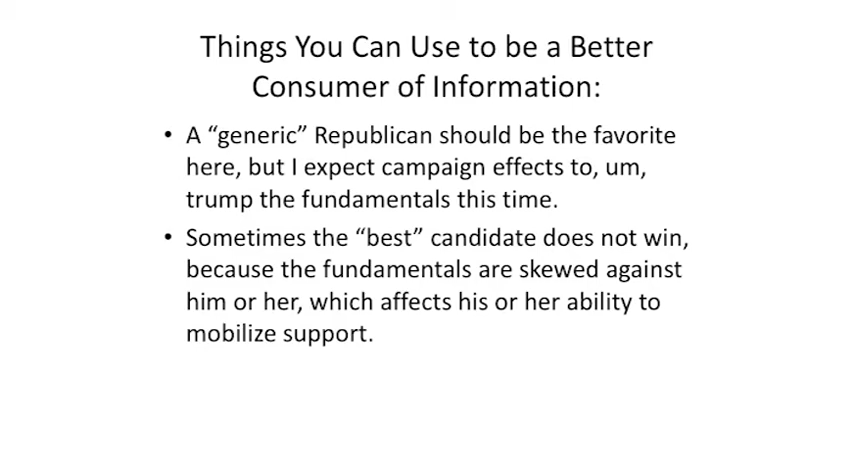 Things You Can Use to be a Better
Consumer of Information:
• A “generic” Republican should be the favorite
here, but I expect campaign effects to, um,
trump the fundamentals this time.
• Sometimes the “best” candidate does not win,
because the fundamentals are skewed against
him or her, which affects his or her ability to
mobilize support.